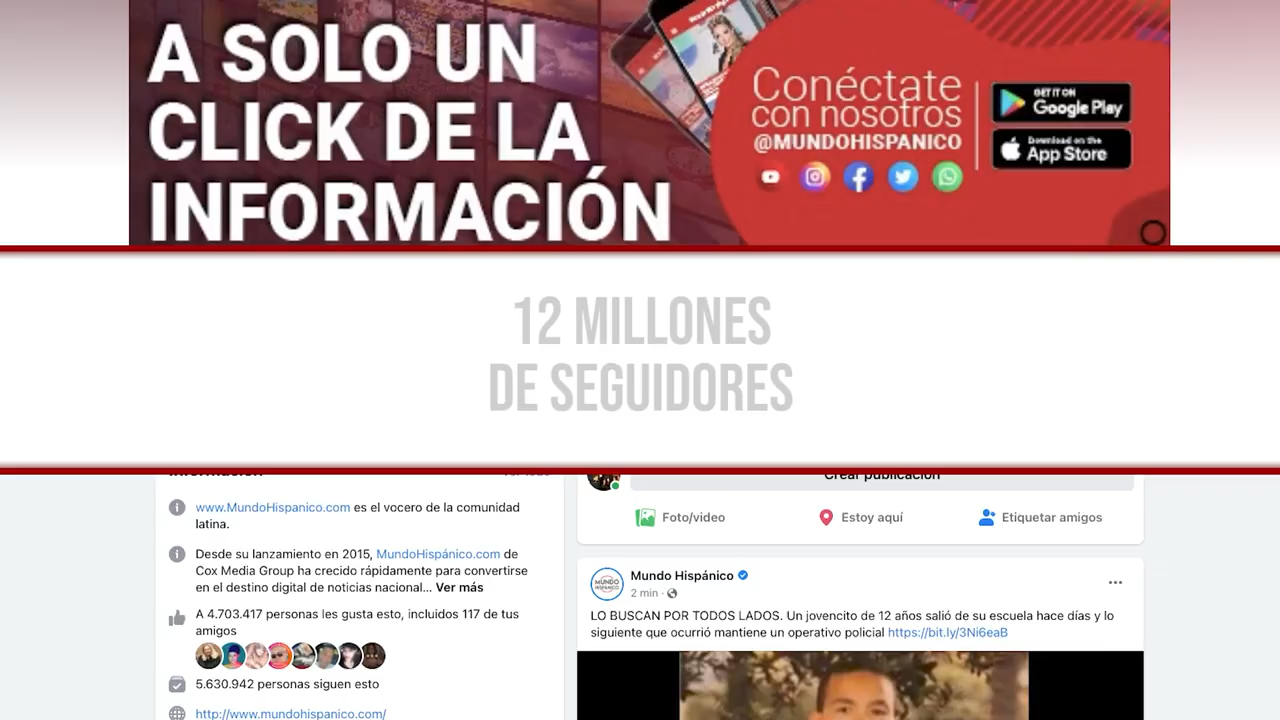 A SOLO UN
CLICK DE LA
INFORMACIÓN
Conéctate
con nosotros
@MUNDOHISPANICO
GET IT ON
Google Play
Download on the
App Store
12 MILLONES
DE SEGUIDORES
www.MundoHispanico.com es el vocero de la comunidad
latina.
Desde su lanzamiento en 2015, MundoHispánico.com de
Cox Media Group ha crecido rápidamente para convertirse
en el destino digital de noticias nacional... Ver más
A 4.703.417 personas les gusta esto, incluidos 117 de tus
amigos
5.630.942 personas siguen esto
http://www.mundohispanico.com/
Crear publicación
Foto/video
Estoy aquí
Etiquetar amigos
MUNDO
HISPÁNICO
Mundo Hispánico
2 min ·
LO BUSCAN POR TODOS LADOS. Un jovencito de 12 años salió de su escuela hace días y lo
siguiente que ocurrió mantiene un operativo policial https://bit.ly/3Ni6eaB